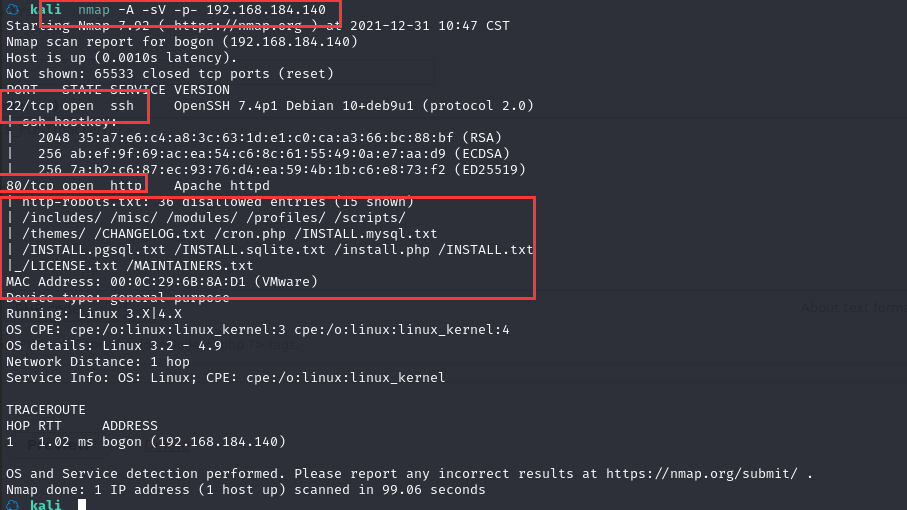 kali nmap -A -sV -p- 192.168.184.140
Starting Nmap 7.92 ( https://nmap.org ) at 2021-12-31 10:47 CST
Nmap scan report for bogon (192.168.184.140)
Host is up (0.0010s latency).
Not shown: 65533 closed tcp ports (reset)
PORT STATE SERVICE VERSION
22/tcp open ssh OpenSSH 7.4p1 Debian 10+deb9u1 (protocol 2.0)
| ssh-hostkey:
| 2048 35:a7:e6:c4:a8:3c:63:1d:e1:c0:ca:a3:66:bc:88:bf (RSA)
| 256 ab:ef:9f:69:ac:ea:54:c6:8c:61:55:49:0a:e7:aa:d9 (ECDSA)
| 256 7a:b2:c6:87:ec:93:76:d4:ea:59:4b:1b:c6:e8:73:f2 (ED25519)
80/tcp open http Apache httpd
| http-robots.txt: 36 disallowed entries (15 shown)
| /includes/ /misc/ /modules/ /profiles/ /scripts/
| /themes/ /CHANGELOG.txt /cron.php /INSTALL.mysql.txt
| /INSTALL.pgsql.txt /INSTALL.sqlite.txt /install.php /INSTALL.txt
|_/LICENSE.txt /MAINTAINERS.txt
MAC Address: 00:0C:29:6B:8A:D1 (VMware)
Device type: general purpose
Running: Linux 3.X|4.X
About text form
OS CPE: cpe:/o:linux:linux_kernel:3 cpe:/o:linux:linux_kernel:4
OS details: Linux 3.2 - 4.9
Network Distance: 1 hop
Service Info: OS: Linux; CPE: cpe:/o:linux:linux_kernel
TRACEROUTE
HOP RTT ADDRESS
1 1.02 ms bogon (192.168.184.140)
OS and Service detection performed. Please report any incorrect results at https://nmap.org/submit/ .
Nmap done: 1 IP address (1 host up) scanned in 99.06 seconds
kali